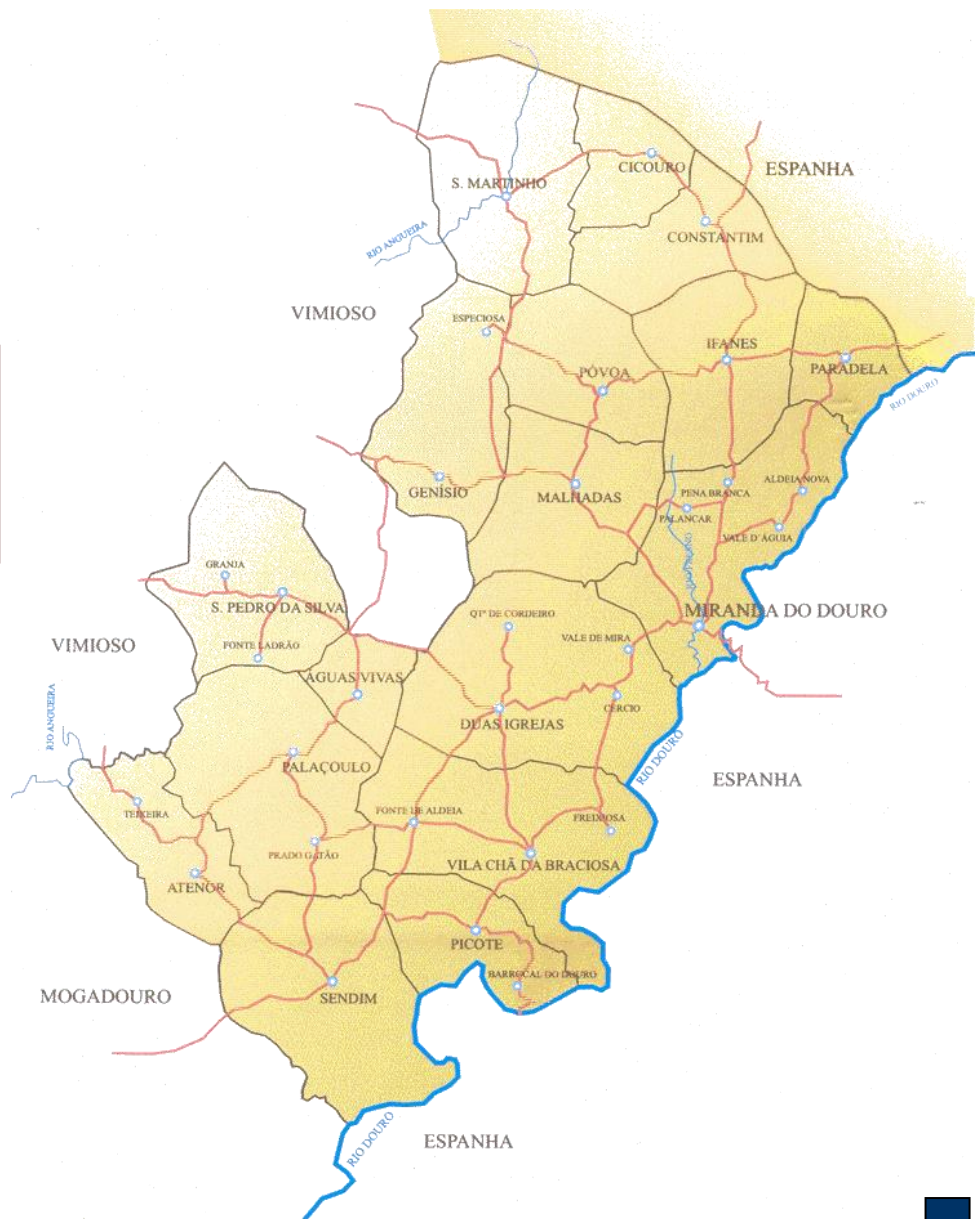 CICOURO
ESPANHA
S. MARTINHO
CONSTANTIM
RIO ANGUEIRA
VIMIOSO
ESPECIOSA
IFANES
PÓVOA
PARADELA
RIO DOURO
GENÍSIO
MALHADAS
PENA BRANCA
ALDEIA NOVA
PALANCAR
VALE D'ÁGUIA
GRANJA
S. PEDRO DA SILVA
QTª DE CORDEIRO
MIRANDA DO DOURO
VIMIOSO
FONTE LADRÃO
VALE DE MIRA
ÁGUAS VIVAS
RIO ANGUEIRA
DUAS IGREJAS
CÉRCIO
RIO DOURO
PALAÇOULO
ESPANHA
TEIXEIRA
FONTE DE ALDEIA
FREIXIOSA
PRADO GATÃO
VILA CHÃ DA BRACIOSA
ATENOR
PICOTE
BARROCAL DO DOURO
MOGADOURO
SENDIM
RIO DOURO
ESPANHA